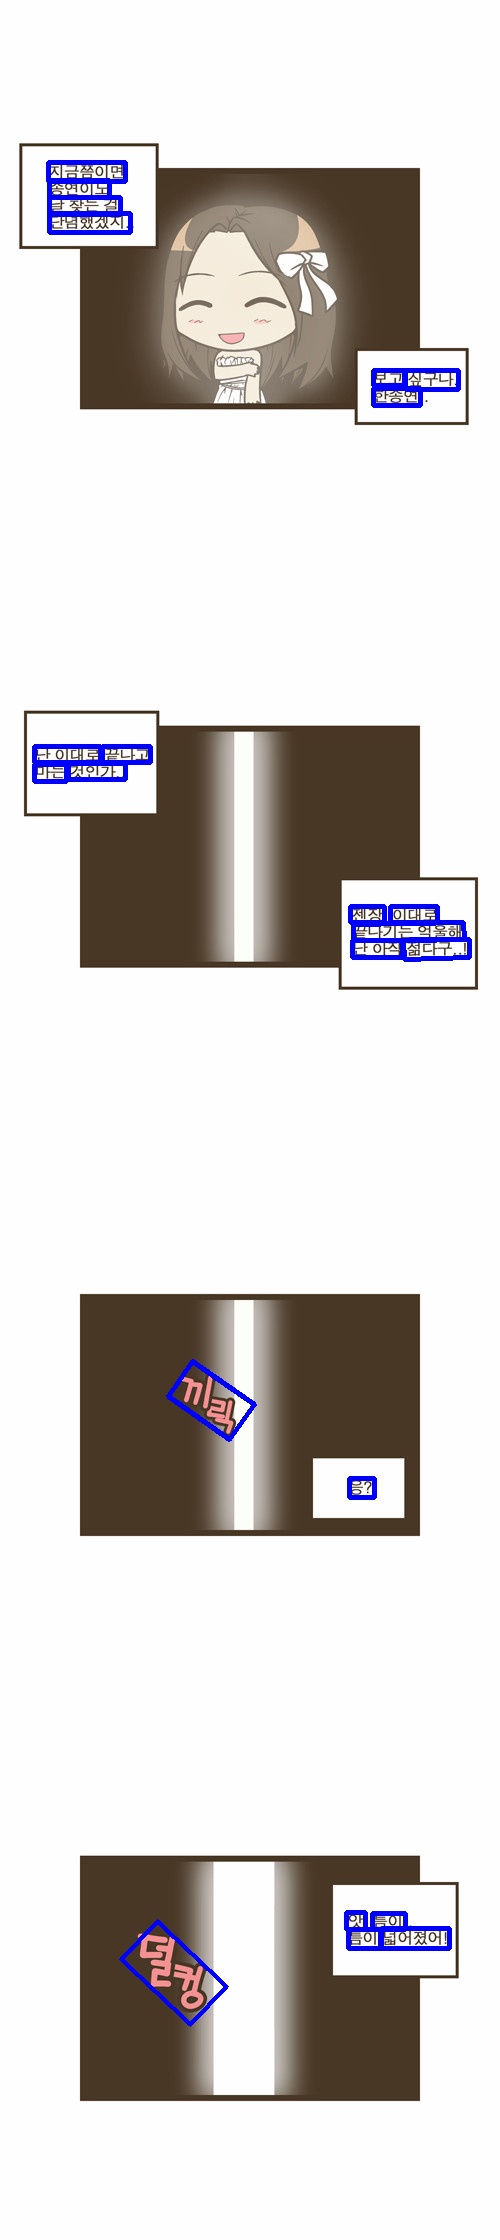 지금쯤이면
송연이도
날 찾는 걸
단념했겠지.
보고 싶구나,
한송연..
난 이대로 끝나고
마는 것인가.
젠장 이대로
끝나기는 억울해
난 아직 젊다구..!
끼릭
응?
덜컹
앗 틈이
틈이 넓어졌어!